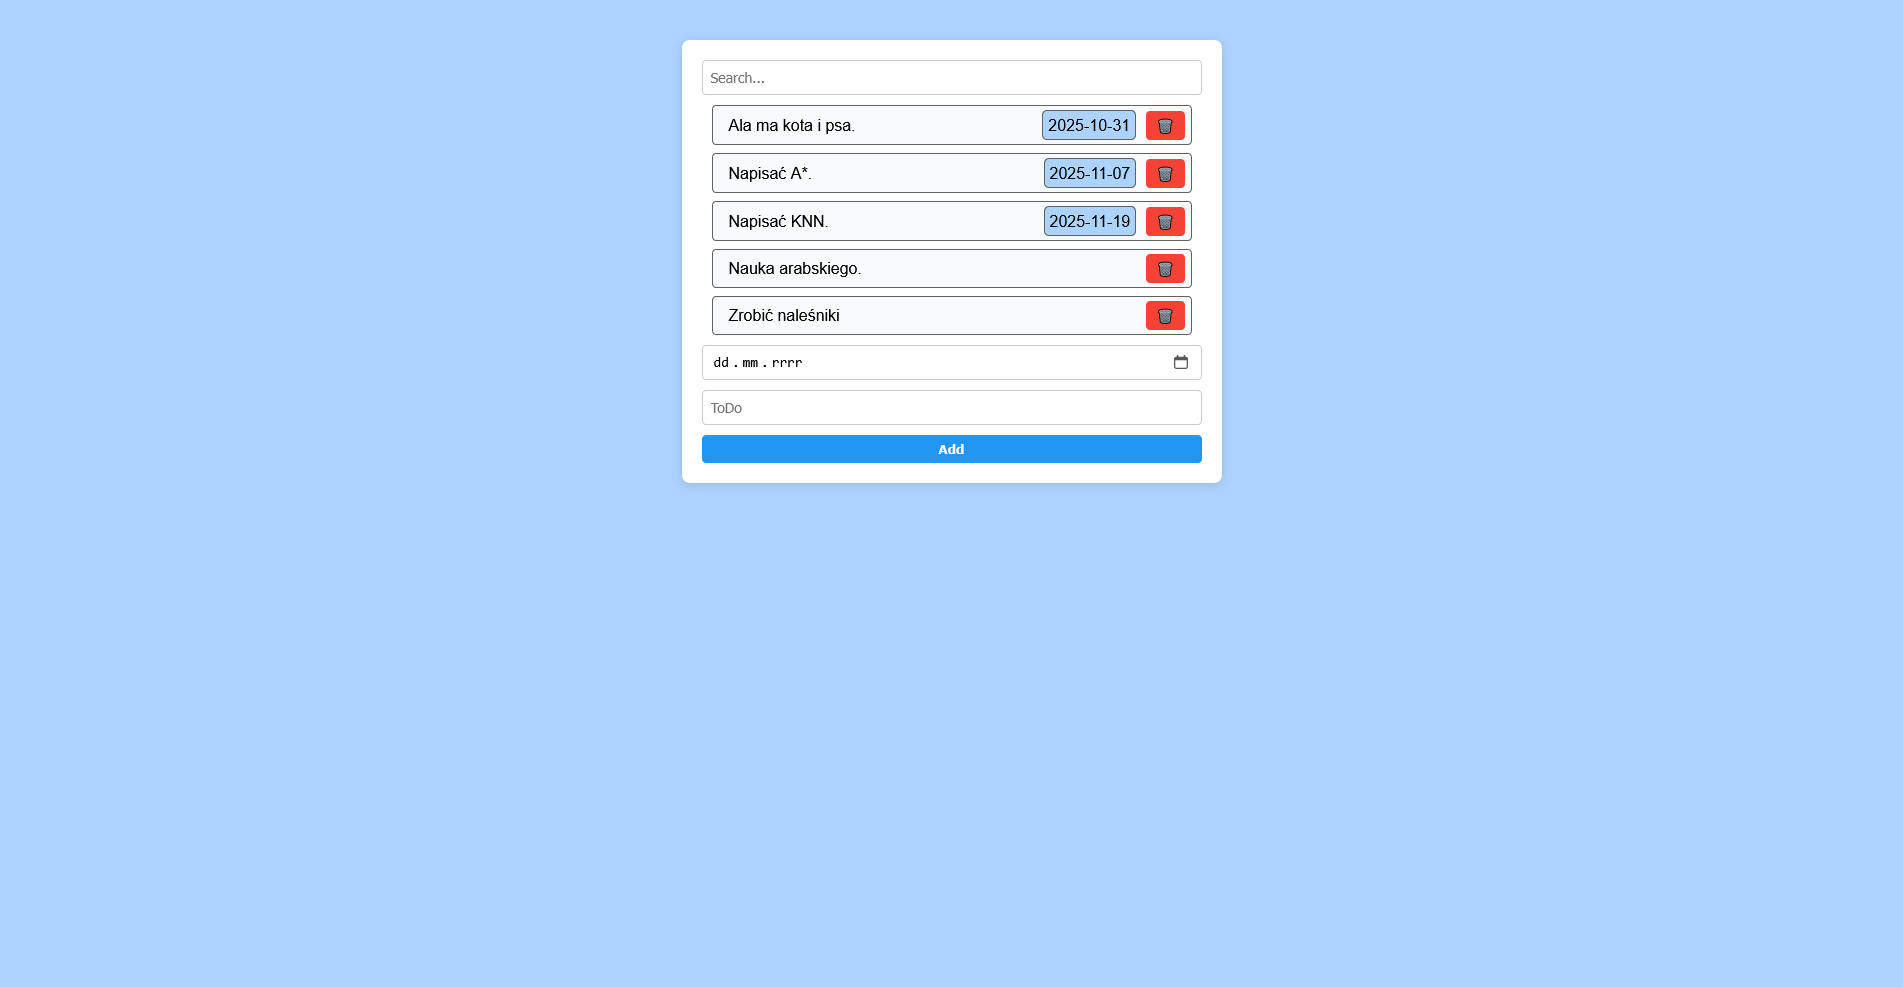 Search...
Ala ma kota i psa. 2025-10-31
Napisać A*. 2025-11-07
Napisać KNN. 2025-11-19
Nauka arabskiego.
Zrobić naleśniki
dd.mm.rrrr
ToDo
Add